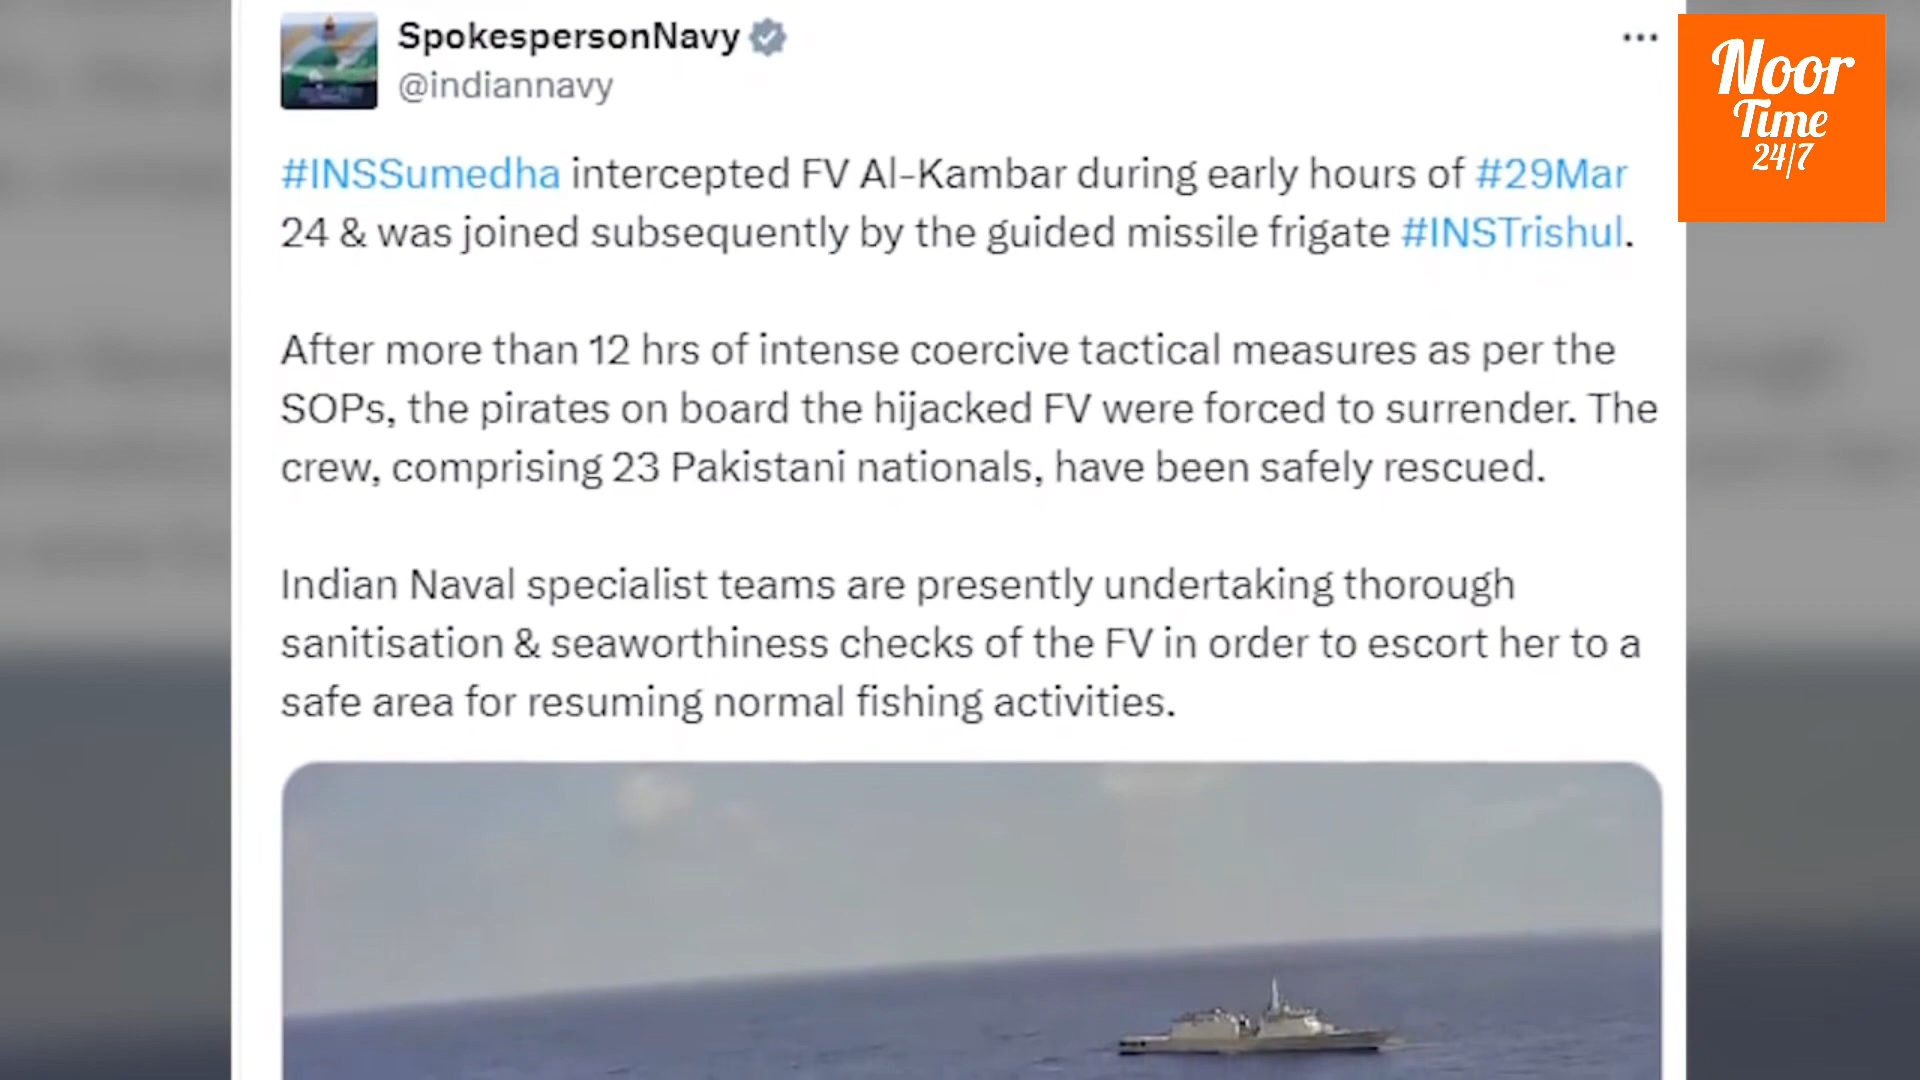 SpokespersonNavy
@indiannavy
Noor
Time
24/7
#INSSumedha intercepted FV Al-Kambar during early hours of #29Mar
24 & was joined subsequently by the guided missile frigate #INSTrishul.
After more than 12 hrs of intense coercive tactical measures as per the
SOPs, the pirates on board the hijacked FV were forced to surrender. The
crew, comprising 23 Pakistani nationals, have been safely rescued.
Indian Naval specialist teams are presently undertaking thorough
sanitisation & seaworthiness checks of the FV in order to escort her to a
safe area for resuming normal fishing activities.